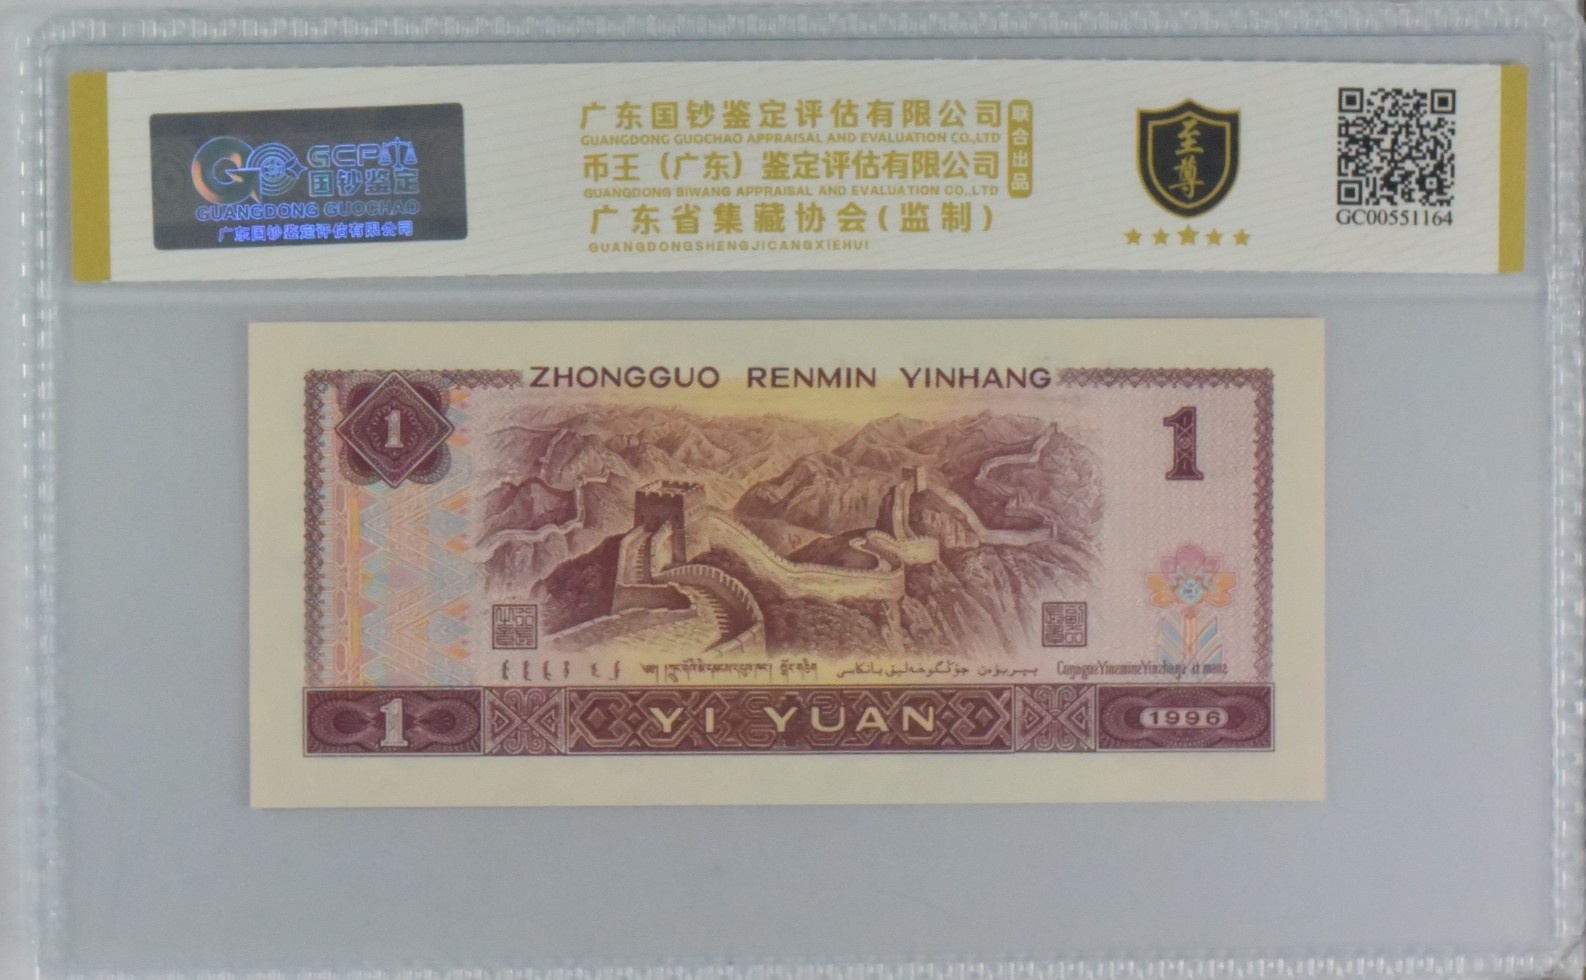 GCP
国钞鉴定
GUANGDONG GUOCHAO
广东国钞鉴定评估有限公司
广东国钞鉴定评估有限公司
GUANGDONG GUOCHAO APPRAISAL AND EVALUATION CO.,LTD
币王（广东）鉴定评估有限公司
GUANGDONG BIWANG APPRAISAL AND EVALUATION CO.,LTD
广东省集藏协会(监制)
GUANGDONGSHENGJICANGXIEHUI
联合出品
至尊
GC00551164
ZHONGGUO RENMIN YINHANG
1
1
1
YI YUAN
1996